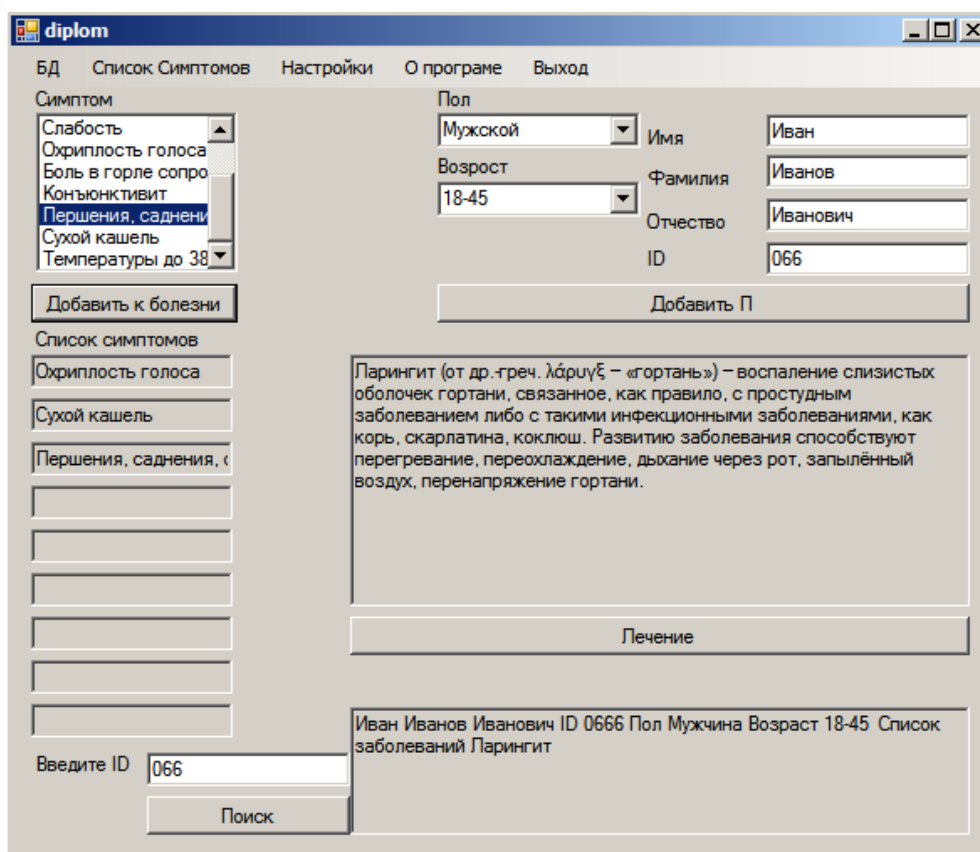 diplom
БД Список Симптомов Настройки О програме Выход
Симптом
Слабость
Охриплость голоса
Боль в горле сопро
Конъюнктивит
Першения, саднени
Сухой кашель
Температуры до 38
Добавить к болезни
Пол
Мужской
Возрост
18-45
Имя Иван
Фамилия Иванов
Отчество Иванович
ID 066
Добавить П
Список симптомов
Охриплость голоса
Сухой кашель
Першения, саднения, с
Ларингит (от др.-греч. λάρυγξ – «гортань») – воспаление слизистых
оболочек гортани, связанное, как правило, с простудным
заболеванием либо с такими инфекционными заболеваниями, как
корь, скарлатина, коклюш. Развитию заболевания способствуют
перегревание, переохлаждение, дыхание через рот, запылённый
воздух, перенапряжение гортани.
Лечение
Иван Иванов Иванович ID 0666 Пол Мужчина Возраст 18-45 Список
заболеваний Ларингит
Введите ID 066
Поиск